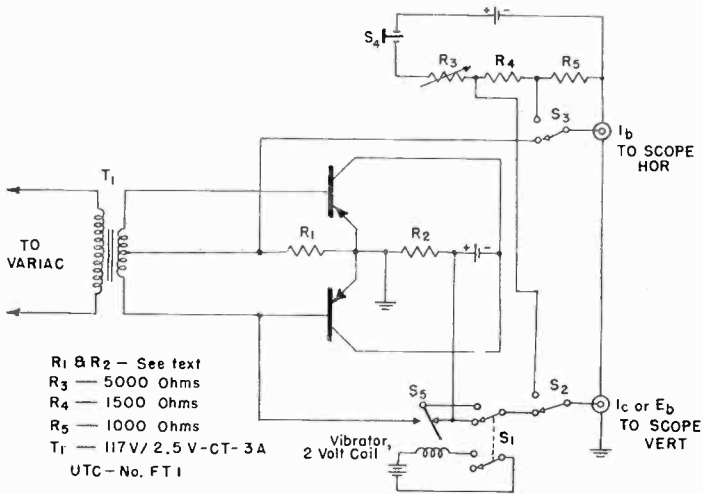 + -
S4
R3
R4
R5
S3
Ib
TO SCOPE
HOR
T1
TO
VARIAC
R1
R2
+ -
R1 & R2 — See text
R3 — 5000 Ohms
R4 — 1500 Ohms
R5 — 1000 Ohms
T1 — 117V/2.5V-CT-3A
UTC-No. FT1
S5
S2
S1
Vibrator,
2 Volt Coil
Ic or Eb
TO SCOPE
VERT